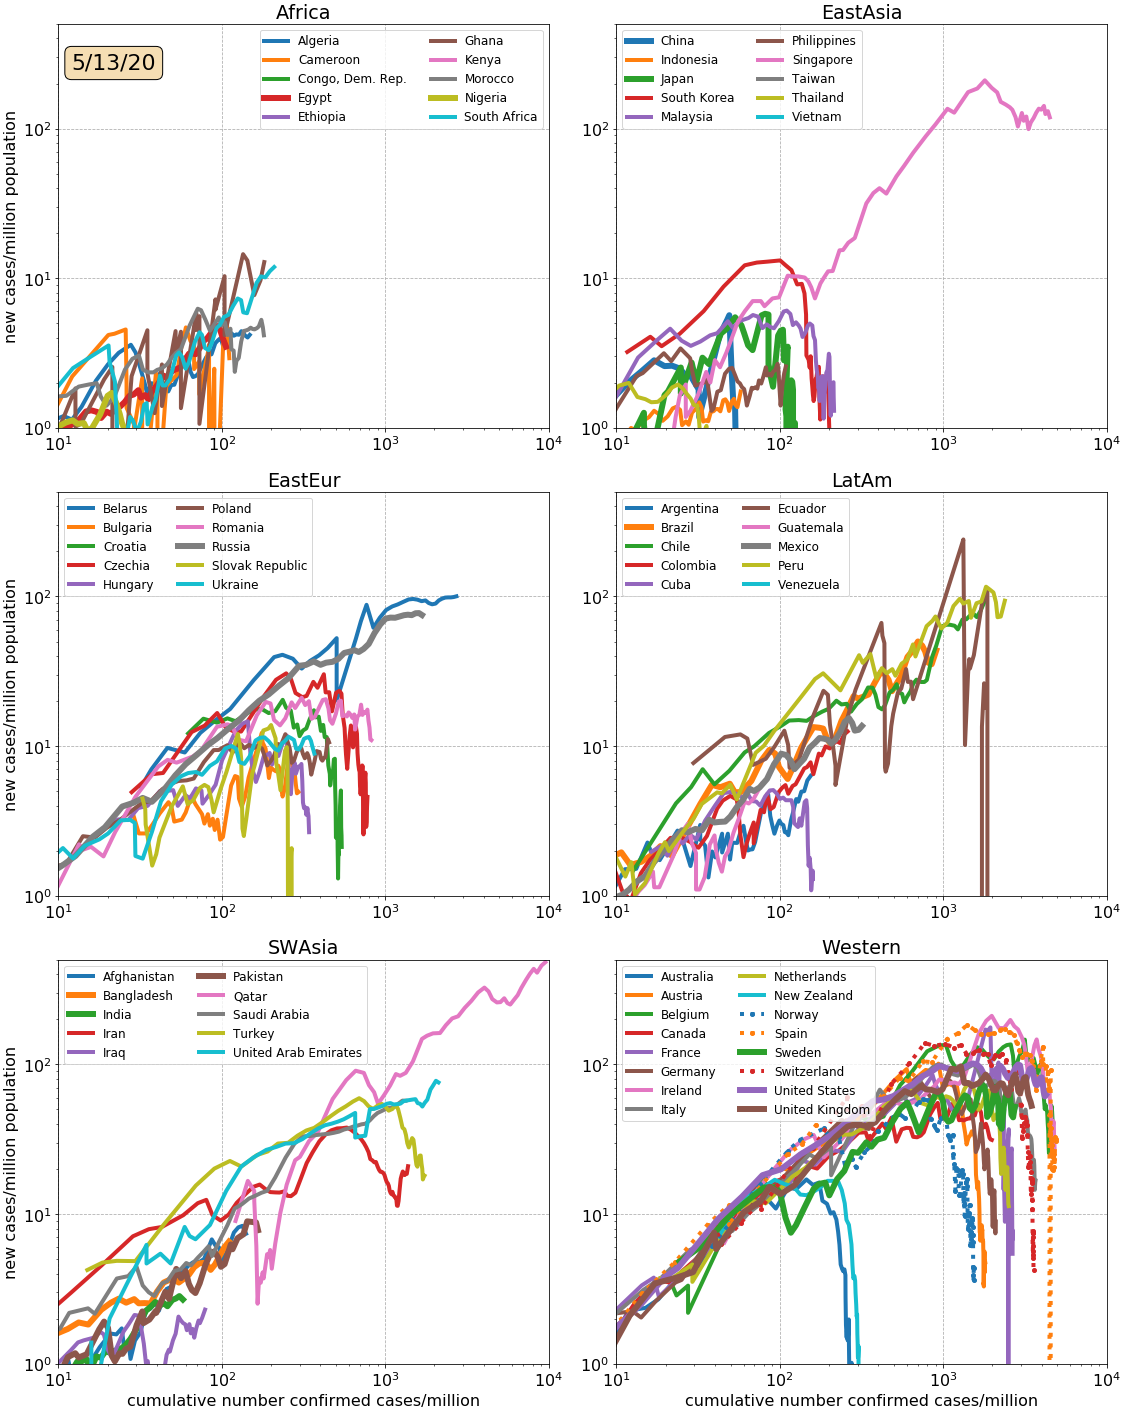 Africa
5/13/20
Algeria
Cameroon
Congo, Dem. Rep.
Egypt
Ethiopia
Ghana
Kenya
Morocco
Nigeria
South Africa
new cases/million population
10²
10¹
10⁰
10¹ 10² 10³ 10⁴
EastAsia
China
Indonesia
Japan
South Korea
Malaysia
Philippines
Singapore
Taiwan
Thailand
Vietnam
10²
10¹
10⁰
10¹ 10² 10³ 10⁴
EastEur
Belarus
Bulgaria
Croatia
Czechia
Hungary
Poland
Romania
Russia
Slovak Republic
Ukraine
new cases/million population
10²
10¹
10⁰
10¹ 10² 10³ 10⁴
LatAm
Argentina
Brazil
Chile
Colombia
Cuba
Ecuador
Guatemala
Mexico
Peru
Venezuela
10²
10¹
10⁰
10¹ 10² 10³ 10⁴
SWAsia
Afghanistan
Bangladesh
India
Iran
Iraq
Pakistan
Qatar
Saudi Arabia
Turkey
United Arab Emirates
new cases/million population
10²
10¹
10⁰
10¹ 10² 10³ 10⁴
cumulative number confirmed cases/million
Western
Australia
Austria
Belgium
Canada
France
Germany
Ireland
Italy
Netherlands
New Zealand
Norway
Spain
Sweden
Switzerland
United States
United Kingdom
10²
10¹
10⁰
10¹ 10² 10³ 10⁴
cumulative number confirmed cases/million